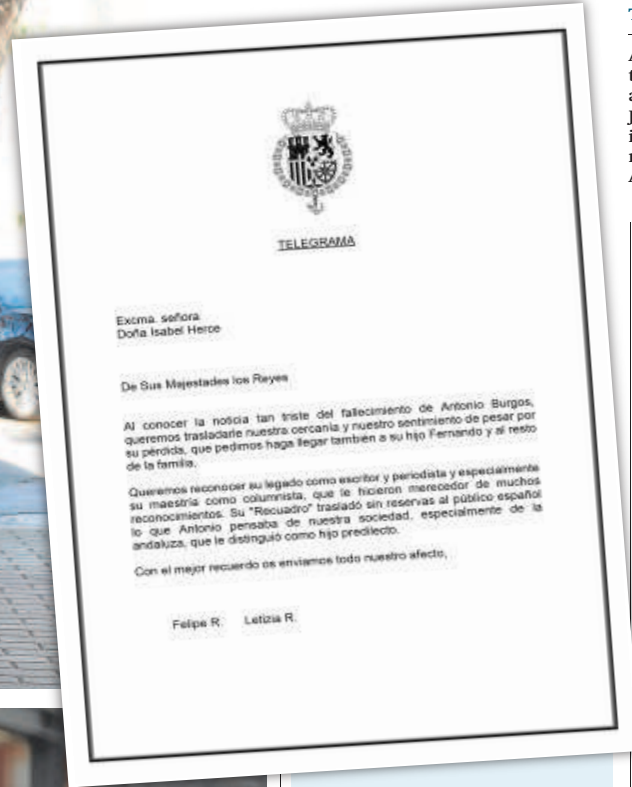 TELEGRAMA
Excma. señora
Doña Isabel Herce
De Sus Majestades los Reyes
Al conocer la noticia tan triste del fallecimiento de Antonio Burgos,
queremos trasladarle nuestra cercanía y nuestro sentimiento de pesar por
su pérdida, que pedimos haga llegar también a su hijo Fernando y al resto
de la familia.
Queremos reconocer su legado como escritor y periodista y especialmente
su maestría como columnista, que le hicieron merecedor de muchos
reconocimientos. Su "Recuadro" trasladó sin reservas al público español
lo que Antonio pensaba de nuestra sociedad, especialmente de la
andaluza, que le distinguió como hijo predilecto.
Con el mejor recuerdo os enviamos todo nuestro afecto,
Felipe R. Letizia R.